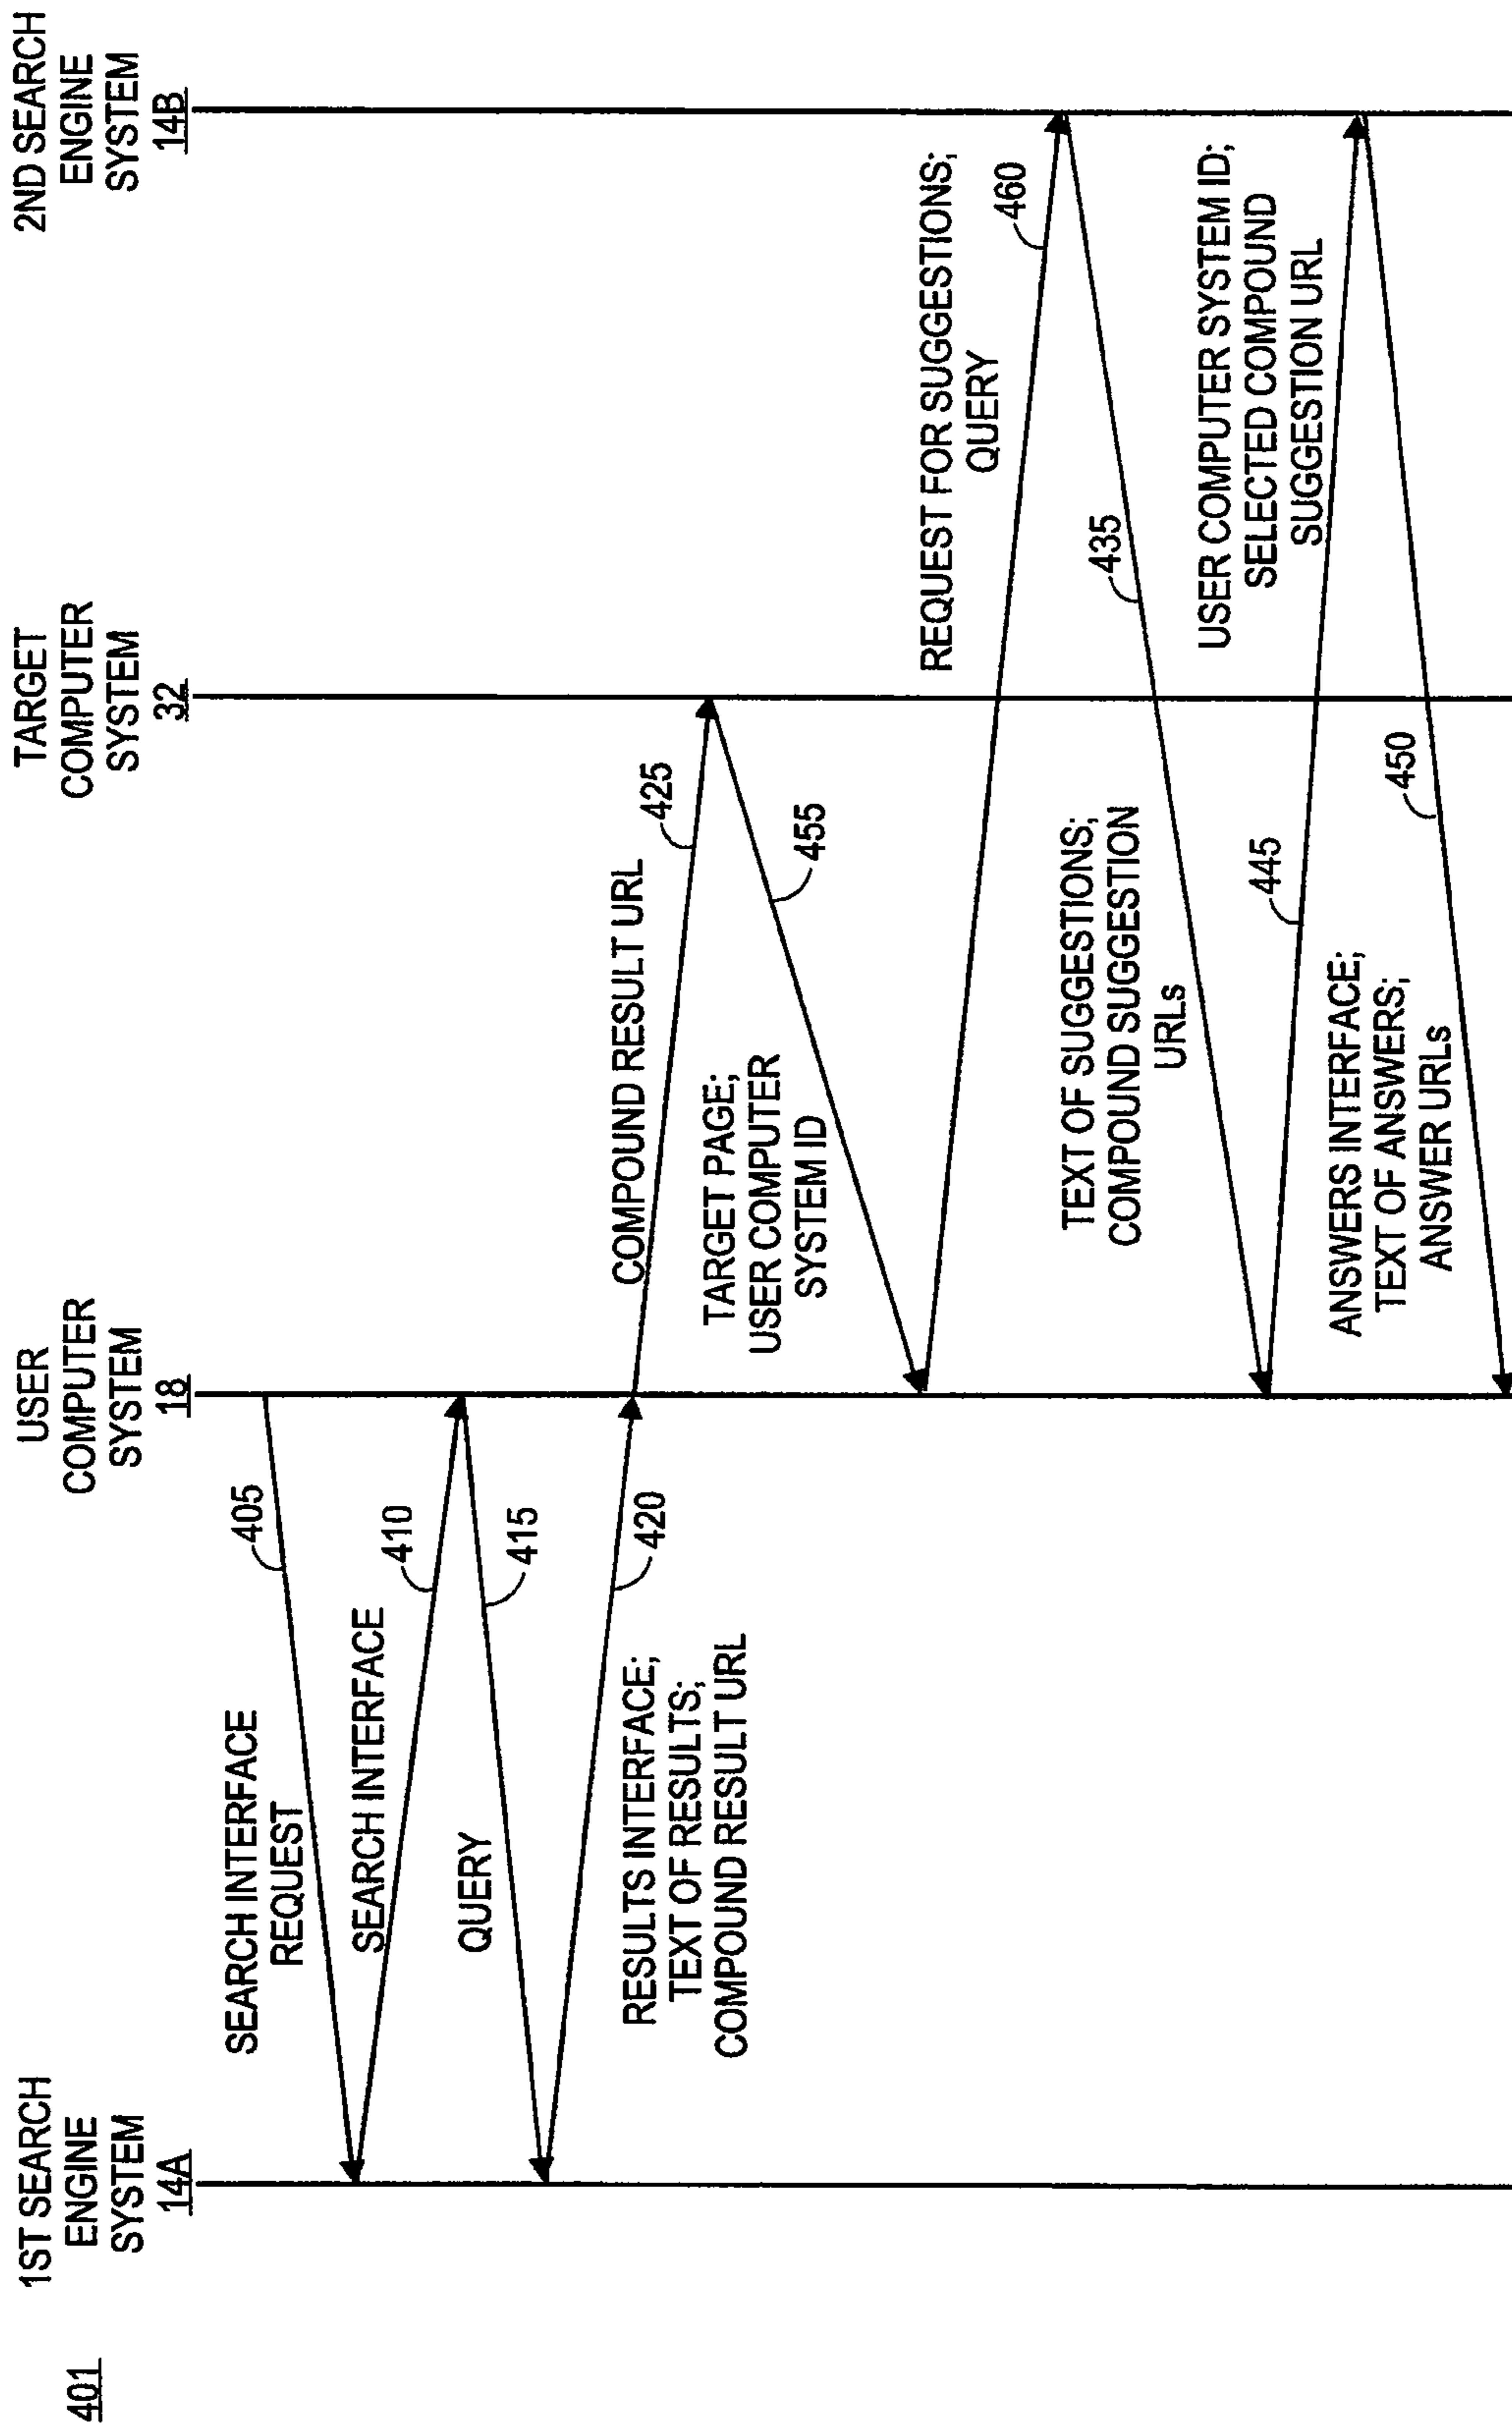 401
1ST SEARCH
ENGINE
SYSTEM
14A
USER
COMPUTER
SYSTEM
18
TARGET
COMPUTER
SYSTEM
32
2ND SEARCH
ENGINE
SYSTEM
14B
SEARCH INTERFACE
REQUEST
405
SEARCH INTERFACE
410
QUERY
415
RESULTS INTERFACE;
TEXT OF RESULTS;
COMPOUND RESULT URL
420
COMPOUND RESULT URL
425
TARGET PAGE;
USER COMPUTER
SYSTEM ID
455
REQUEST FOR SUGGESTIONS;
QUERY
460
TEXT OF SUGGESTIONS;
COMPOUND SUGGESTION
URLs
435
USER COMPUTER SYSTEM ID;
SELECTED COMPOUND
SUGGESTION URL
445
ANSWERS INTERFACE;
TEXT OF ANSWERS;
ANSWER URLs
450